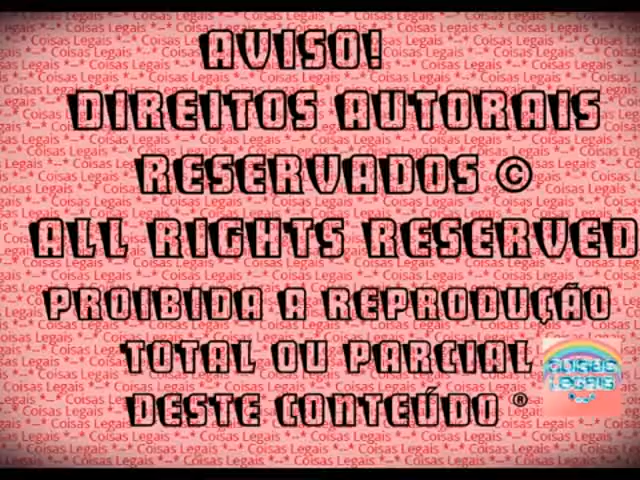 AVISO!
DIREITOS AUTORAIS
RESERVADOS ©
ALL RIGHTS RESERVED
PROIBIDA A REPRODUÇÃO
TOTAL OU PARCIAL
DESTE CONTEÚDO ®
COISAS
LEGAIS